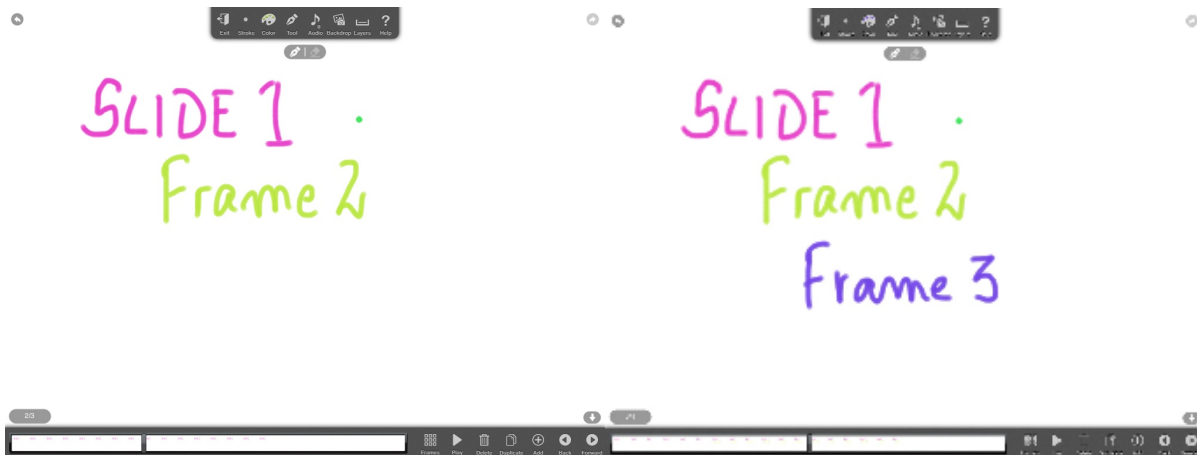 Exit Stroke Color Tool Audio Backdrop Layers Help
SLIDE 1
Frame 2
2/3
Frames Play Delete Duplicate Add Back Forward
SLIDE 1
Frame 2
Frame 3